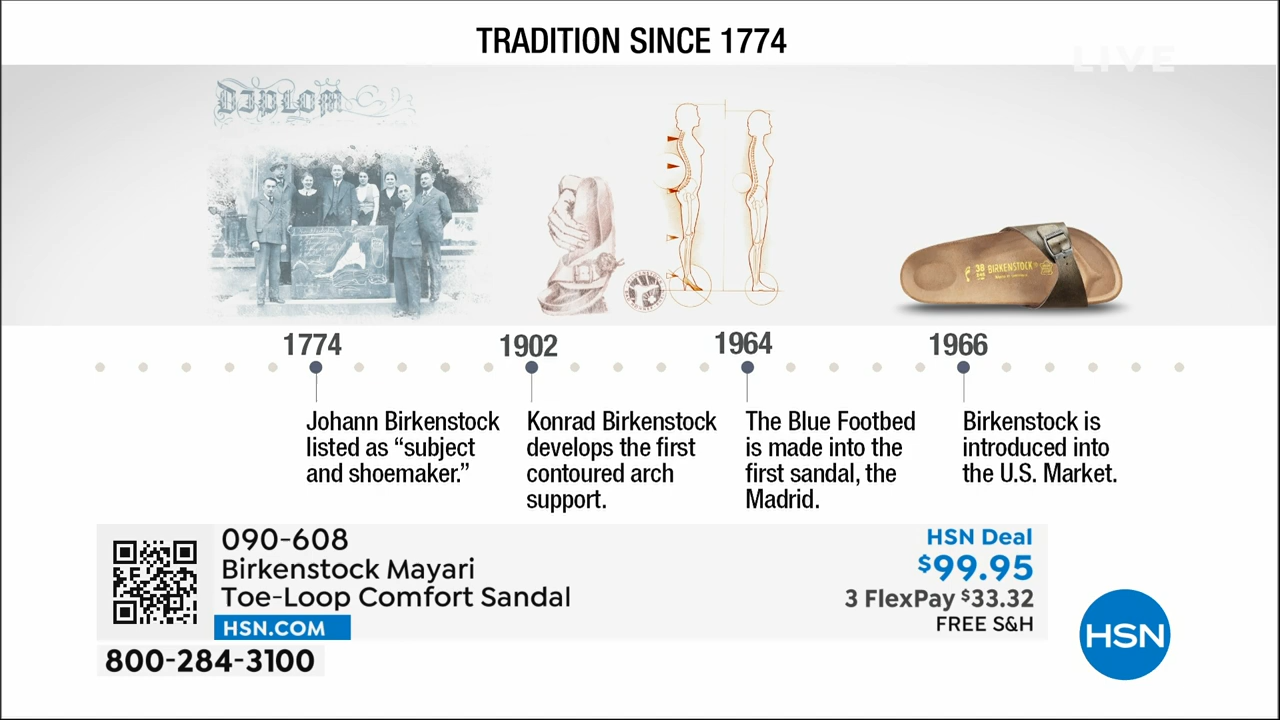 TRADITION SINCE 1774
LIVE
Diplom
38
BIRKENSTOCK
1774
1902
1964
1966
Johann Birkenstock
listed as “subject
and shoemaker.”
Konrad Birkenstock
develops the first
contoured arch
support.
The Blue Footbed
is made into the
first sandal, the
Madrid.
Birkenstock is
introduced into
the U.S. Market.
090-608
Birkenstock Mayari
Toe-Loop Comfort Sandal
HSN.COM
800-284-3100
HSN Deal
$99.95
3 FlexPay $33.32
FREE S&H
HSN